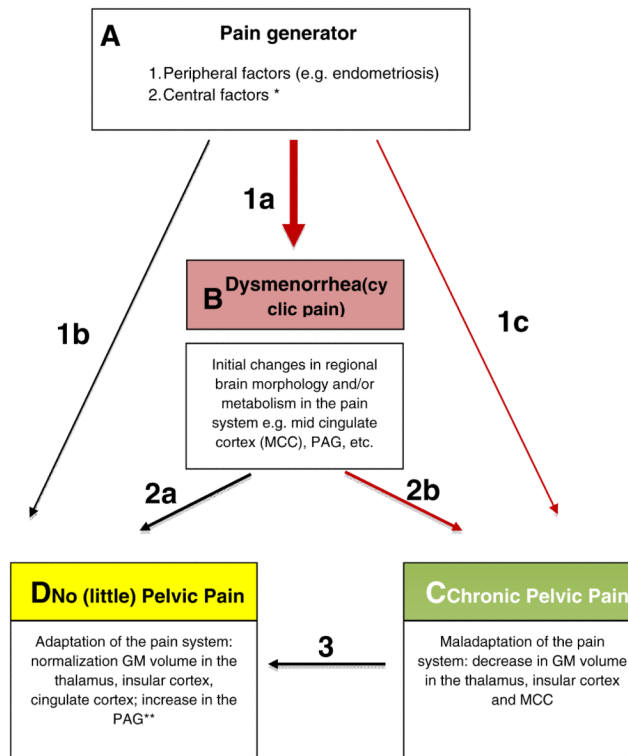 A
Pain generator
1.Peripheral factors (e.g. endometriosis)
2.Central factors *
1a
B
Dysmenorrhea(cy
clic pain)
1b
1c
Initial changes in regional
brain morphology and/or
metabolism in the pain
system e.g. mid cingulate
cortex (MCC), PAG, etc.
2a
2b
DNo (little) Pelvic Pain
CChronic Pelvic Pain
Adaptation of the pain system:
normalization GM volume in the
thalamus, insular cortex,
cingulate cortex; increase in the
PAG**
3
Maladaptation of the pain
system: decrease in GM volume
in the thalamus, insular cortex
and MCC